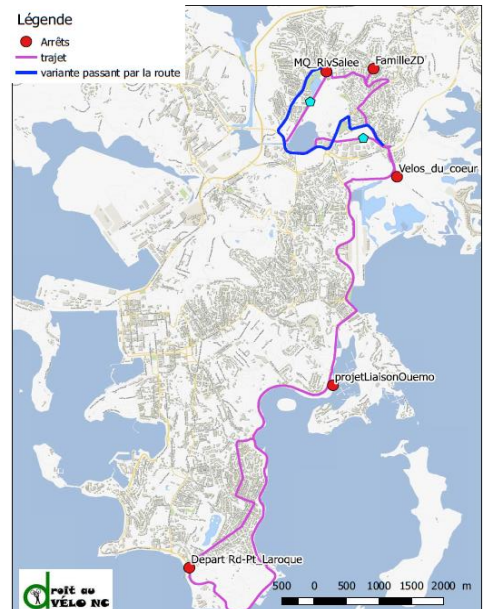 Légende
Arrêts
trajet
variante passant par la route
MQ_RivSalee
FamilleZD
Velos_du_coeur
projetLiaisonOuemo
Depart Rd-Pt_Laroque
500 0 500 1000 1500 2000 m
droit au
VÉLO NC